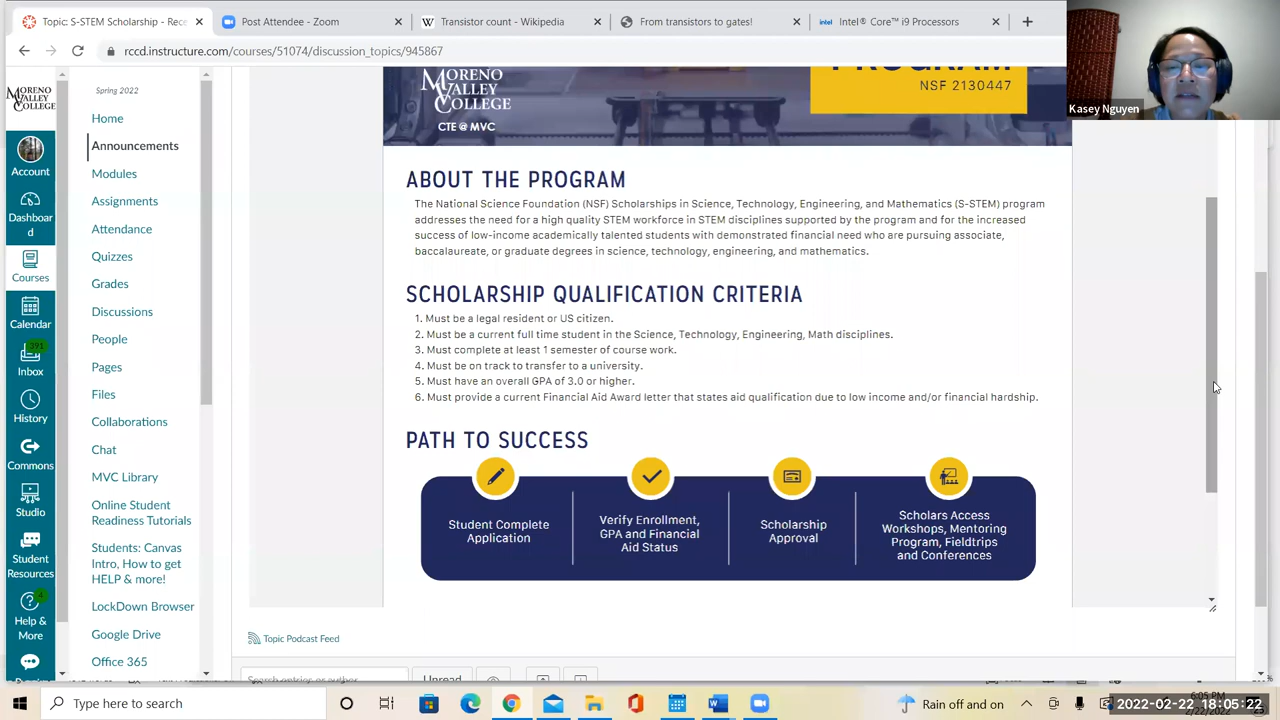 Topic: S-STEM Scholarship - Rece
Post Attendee - Zoom
Transistor count - Wikipedia
From transistors to gates!
Intel® Core™ i9 Processors
rccd.instructure.com/courses/51074/discussion_topics/945867
Kasey Nguyen
MORENO
VALLEY
COLLEGE
Account
Dashboar
d
Courses
Calendar
391
Inbox
History
Commons
Studio
Student
Resources
4
Help &
More
Spring 2022
Home
Announcements
Modules
Assignments
Attendance
Quizzes
Grades
Discussions
People
Pages
Files
Collaborations
Chat
MVC Library
Online Student
Readiness Tutorials
Students: Canvas
Intro, How to get
HELP & more!
LockDown Browser
Google Drive
Office 365
MORENO
VALLEY
COLLEGE
CTE @ MVC
PROGRAM
NSF 2130447
ABOUT THE PROGRAM
The National Science Foundation (NSF) Scholarships in Science, Technology, Engineering, and Mathematics (S-STEM) program
addresses the need for a high quality STEM workforce in STEM disciplines supported by the program and for the increased
success of low-income academically talented students with demonstrated financial need who are pursuing associate,
baccalaureate, or graduate degrees in science, technology, engineering, and mathematics.
SCHOLARSHIP QUALIFICATION CRITERIA
1. Must be a legal resident or US citizen.
2. Must be a current full time student in the Science, Technology, Engineering, Math disciplines.
3. Must complete at least 1 semester of course work.
4. Must be on track to transfer to a university.
5. Must have an overall GPA of 3.0 or higher.
6. Must provide a current Financial Aid Award letter that states aid qualification due to low income and/or financial hardship.
PATH TO SUCCESS
Student Complete
Application
Verify Enrollment,
GPA and Financial
Aid Status
Scholarship
Approval
Scholars Access
Workshops, Mentoring
Program, Fieldtrips
and Conferences
Topic Podcast Feed
Search entries or author
Unread
Type here to search
Rain off and on
6:05 PM
2022-02-22 18:05:22